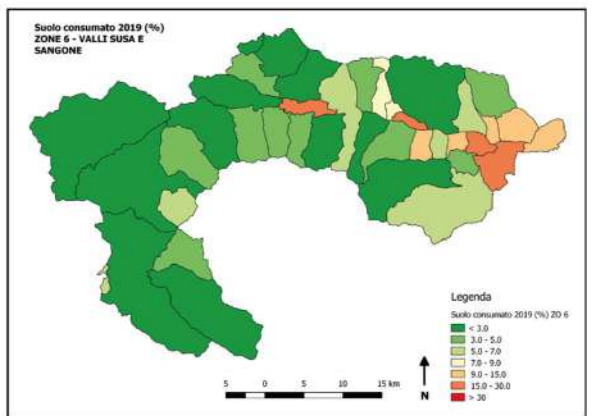 Suolo consumato 2019 (%)
ZONE 6 - VALLI SUSA E
SANGONE
Legenda
Suolo consumato 2019 (%) ZO 6
< 3.0
3.0 - 5.0
5.0 - 7.0
7.0 - 9.0
9.0 - 15.0
15.0 - 30.0
> 30
5 0 5 10 15 km
N